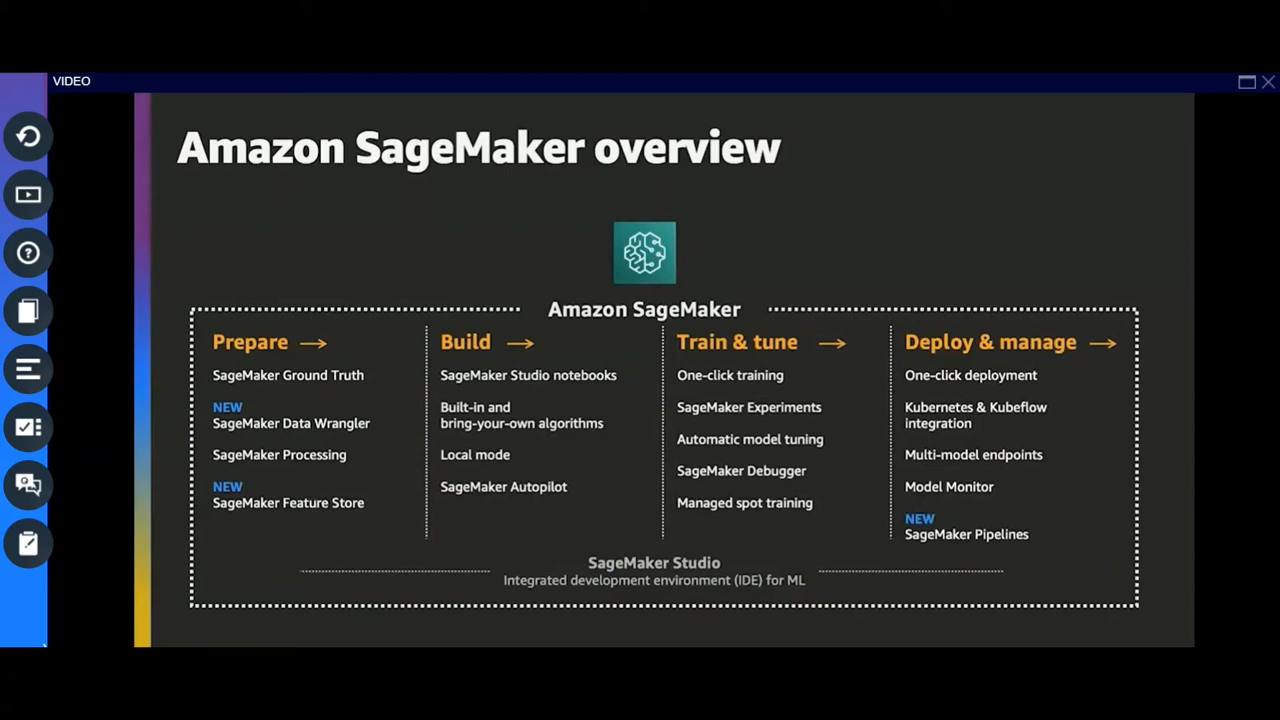 VIDEO
Amazon SageMaker overview
Amazon SageMaker
Prepare
SageMaker Ground Truth
NEW
SageMaker Data Wrangler
SageMaker Processing
NEW
SageMaker Feature Store
Build
SageMaker Studio notebooks
Built-in and
bring-your-own algorithms
Local mode
SageMaker Autopilot
Train & tune
One-click training
SageMaker Experiments
Automatic model tuning
SageMaker Debugger
Managed spot training
Deploy & manage
One-click deployment
Kubernetes & Kubeflow
integration
Multi-model endpoints
Model Monitor
NEW
SageMaker Pipelines
SageMaker Studio
Integrated development environment (IDE) for ML